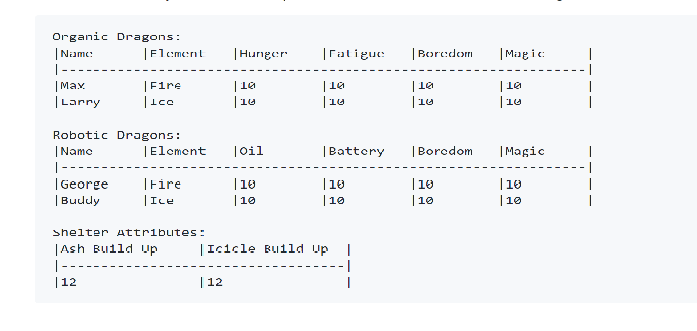 Organic Dragons:
|Name |Element |Hunger |Fatigue |Boredom |Magic |
|---------------------------------------------------------------|
|Max |Fire |10 |10 |10 |10 |
|Larry |Ice |10 |10 |10 |10 |
Robotic Dragons:
|Name |Element |Oil |Battery |Boredom |Magic |
|---------------------------------------------------------------|
|George |Fire |10 |10 |10 |10 |
|Buddy |Ice |10 |10 |10 |10 |
Shelter Attributes:
|Ash Build Up |Icicle Build Up |
|----------------------------------|
|12 |12 |